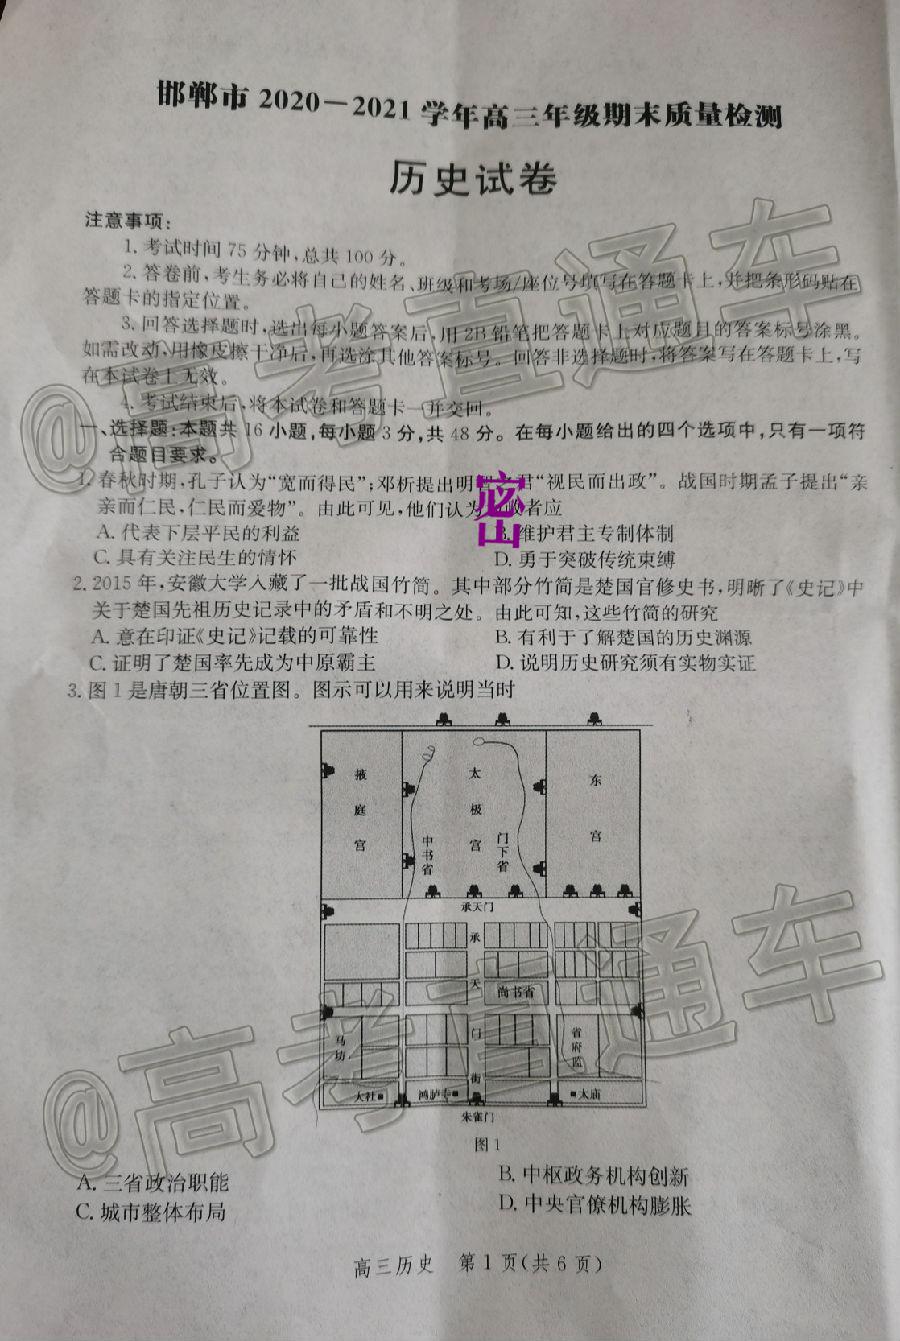 邯郸市 2020－2021 学年高三年级期末质量检测
历史试卷
注意事项：
1. 考试时间 75 分钟，总共 100 分。
2. 答卷前，考生务必将自己的姓名、班级和考场/座位号填写在答题卡上，并把条形码贴在
答题卡的指定位置。
3. 回答选择题时，选出每小题答案后，用 2B 铅笔把答题卡上对应题目的答案标号涂黑。
如需改动，用橡皮擦干净后，再选涂其他答案标号。回答非选择题时，将答案写在答题卡上，写
在本试卷上无效。
4. 考试结束后，将本试卷和答题卡一并交回。
一、选择题：本题共 16 小题，每小题 3 分，共 48 分。在每小题给出的四个选项中，只有一项符
合题目要求。
1. 春秋时期，孔子认为“宽而得民”；邓析提出明 君“视民而出政”。战国时期孟子提出“亲
亲而仁民，仁民而爱物”。由此可见，他们认为 政者应
A. 代表下层平民的利益
B. 维护君主专制体制
C. 具有关注民生的情怀
D. 勇于突破传统束缚
密
2. 2015 年，安徽大学入藏了一批战国竹简。其中部分竹简是楚国官修史书，明晰了《史记》中
关于楚国先祖历史记录中的矛盾和不明之处。由此可知，这些竹简的研究
A. 意在印证《史记》记载的可靠性
B. 有利于了解楚国的历史渊源
C. 证明了楚国率先成为中原霸主
D. 说明历史研究须有实物实证
3. 图 1 是唐朝三省位置图。图示可以用来说明当时
掖庭宫
太极宫
东宫
中书省
门下省
承天门
承天门街
尚书省
马坊
省府监
大社
鸿胪寺
太庙
朱雀门
图 1
A. 三省政治职能
B. 中枢政务机构创新
C. 城市整体布局
D. 中央官僚机构膨胀
高三历史 第 1 页（共 6 页）
@高考直通车
@高考直通车